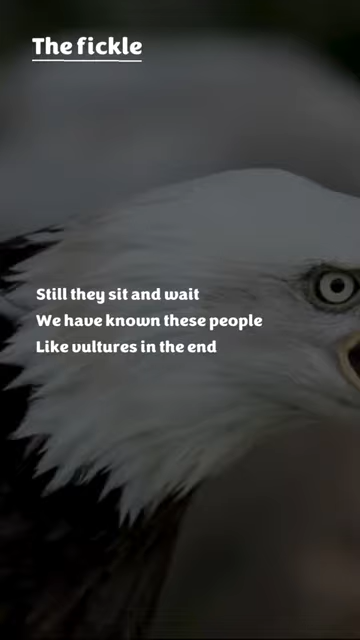 The fickle
Still they sit and wait
We have known these people
Like vultures in the end